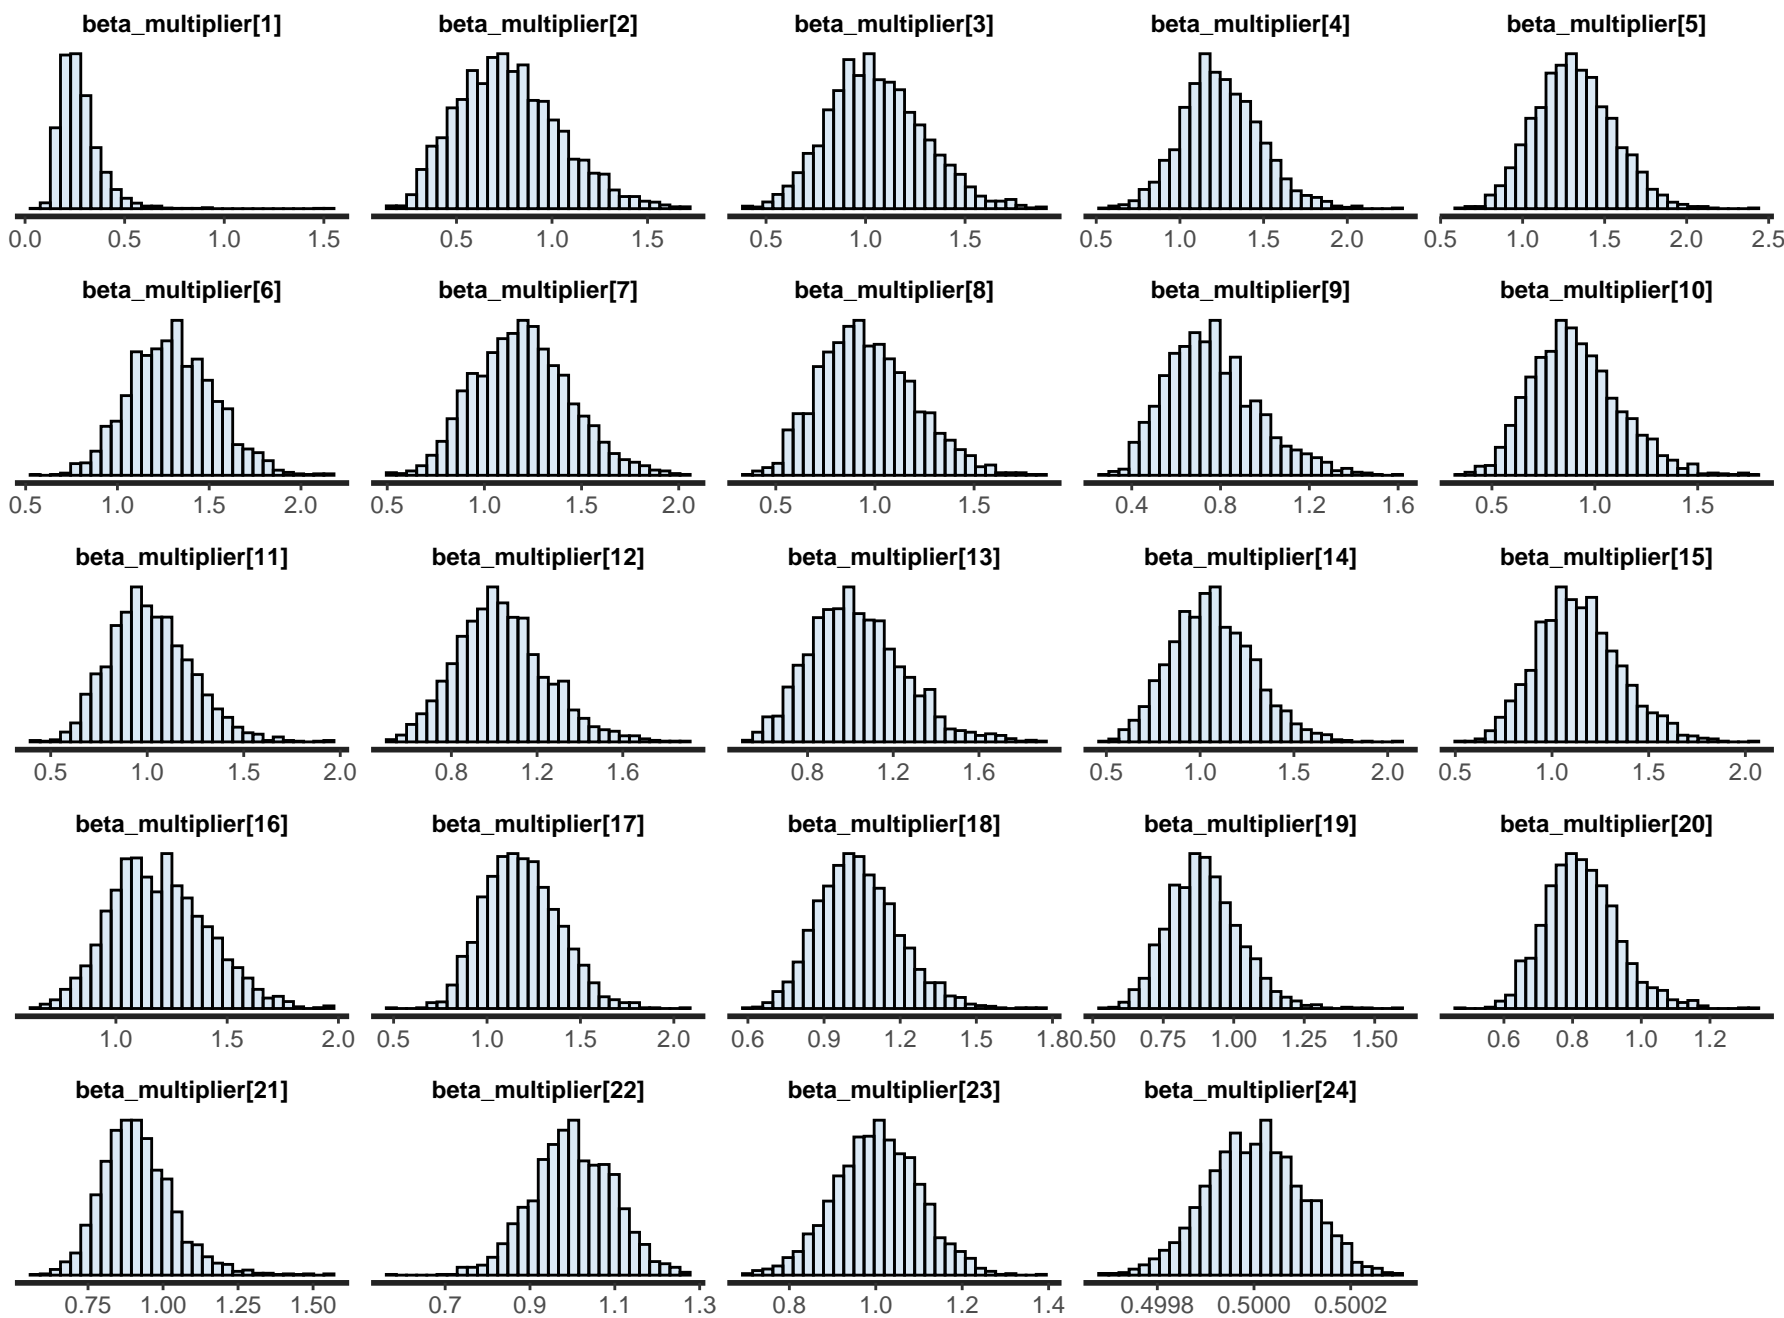 beta_multiplier[1] beta_multiplier[2] beta_multiplier[3] beta_multiplier[4] beta_multiplier[5]
0.0 0.5 1.0 1.5 0.5 1.0 1.5 0.5 1.0 1.5 0.5 1.0 1.5 2.0 0.5 1.0 1.5 2.0 2.5
beta_multiplier[6] beta_multiplier[7] beta_multiplier[8] beta_multiplier[9] beta_multiplier[10]
0.5 1.0 1.5 2.0 0.5 1.0 1.5 2.0 0.5 1.0 1.5 0.4 0.8 1.2 1.6 0.5 1.0 1.5
beta_multiplier[11] beta_multiplier[12] beta_multiplier[13] beta_multiplier[14] beta_multiplier[15]
0.5 1.0 1.5 2.0 0.8 1.2 1.6 0.8 1.2 1.6 0.5 1.0 1.5 2.0 0.5 1.0 1.5 2.0
beta_multiplier[16] beta_multiplier[17] beta_multiplier[18] beta_multiplier[19] beta_multiplier[20]
1.0 1.5 2.0 0.5 1.0 1.5 2.0 0.6 0.9 1.2 1.5 1.8 0.50 0.75 1.00 1.25 1.50 0.6 0.8 1.0 1.2
beta_multiplier[21] beta_multiplier[22] beta_multiplier[23] beta_multiplier[24]
0.75 1.00 1.25 1.50 0.7 0.9 1.1 1.3 0.8 1.0 1.2 1.4 0.4998 0.5000 0.5002